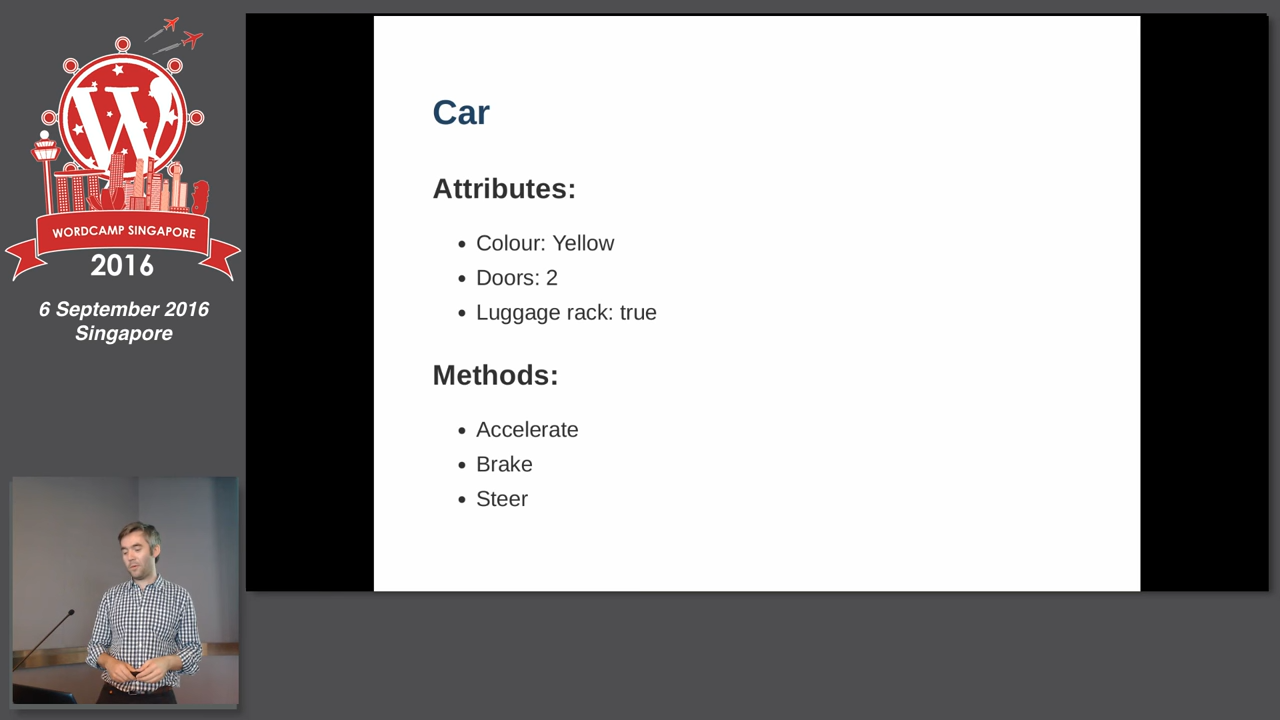 W
WORDCAMP SINGAPORE
2016
6 September 2016
Singapore
Car
Attributes:
Colour: Yellow
Doors: 2
Luggage rack: true
Methods:
Accelerate
Brake
Steer